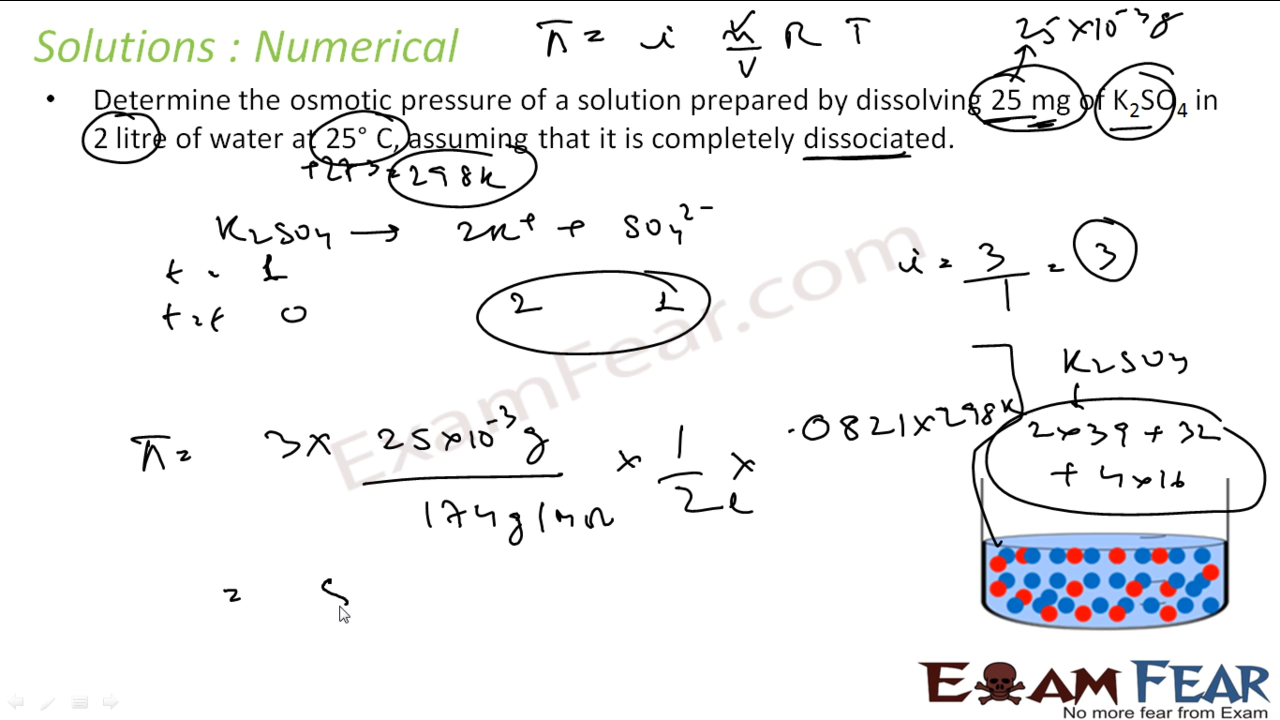 Solutions : Numerical
π = i n/V R T
25 × 10⁻³ g
• Determine the osmotic pressure of a solution prepared by dissolving 25 mg of K₂SO₄ in
2 litre of water at 25° C, assuming that it is completely dissociated.
+273 = 298K
K₂SO₄ → 2K⁺ + SO₄²⁻
t = 1
t = t 0 2 1
i = 3/1 = 3
K₂SO₄
2×39 + 32
+ 4×16
π = 3 × 25×10⁻³ g / 174 g/mol × 1/2L × .0821 × 298K
=
ExamFear.com
EXAM FEAR
No more fear from Exam